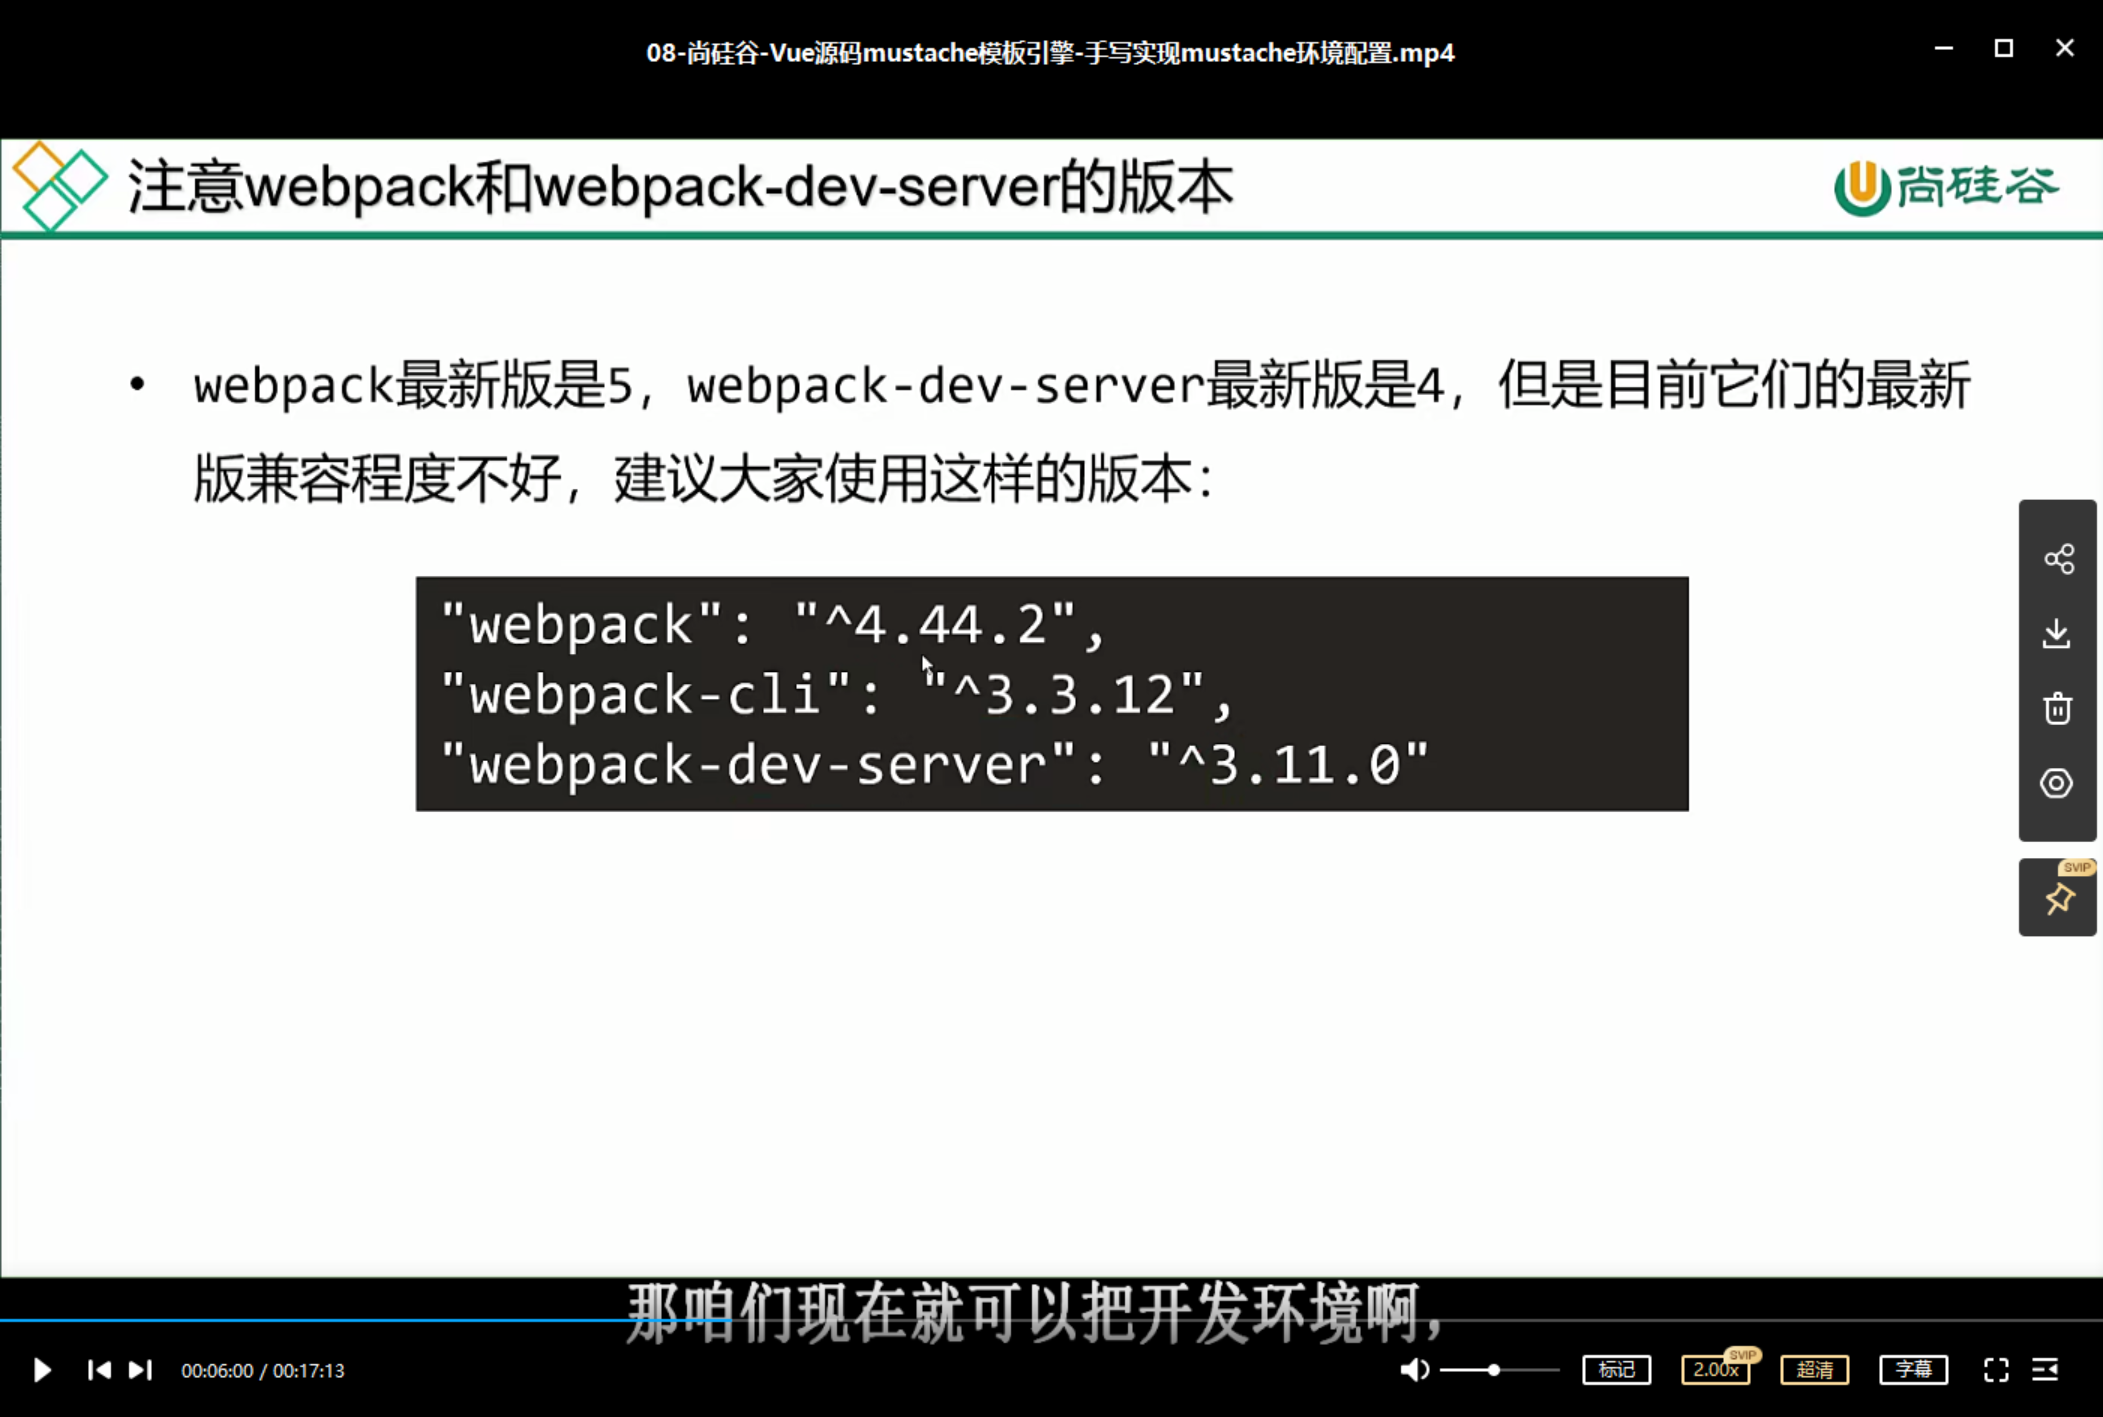 08-尚硅谷-Vue源码mustache模板引擎-手写实现mustache环境配置.mp4
注意webpack和webpack-dev-server的版本
尚硅谷
• webpack最新版是5，webpack-dev-server最新版是4，但是目前它们的最新
版兼容程度不好，建议大家使用这样的版本：
"webpack": "^4.44.2",
"webpack-cli": "^3.3.12",
"webpack-dev-server": "^3.11.0"
SVIP
那咱们现在就可以把开发环境啊，
00:06:00 / 00:17:13
标记
2.00x
SVIP
超清
字幕